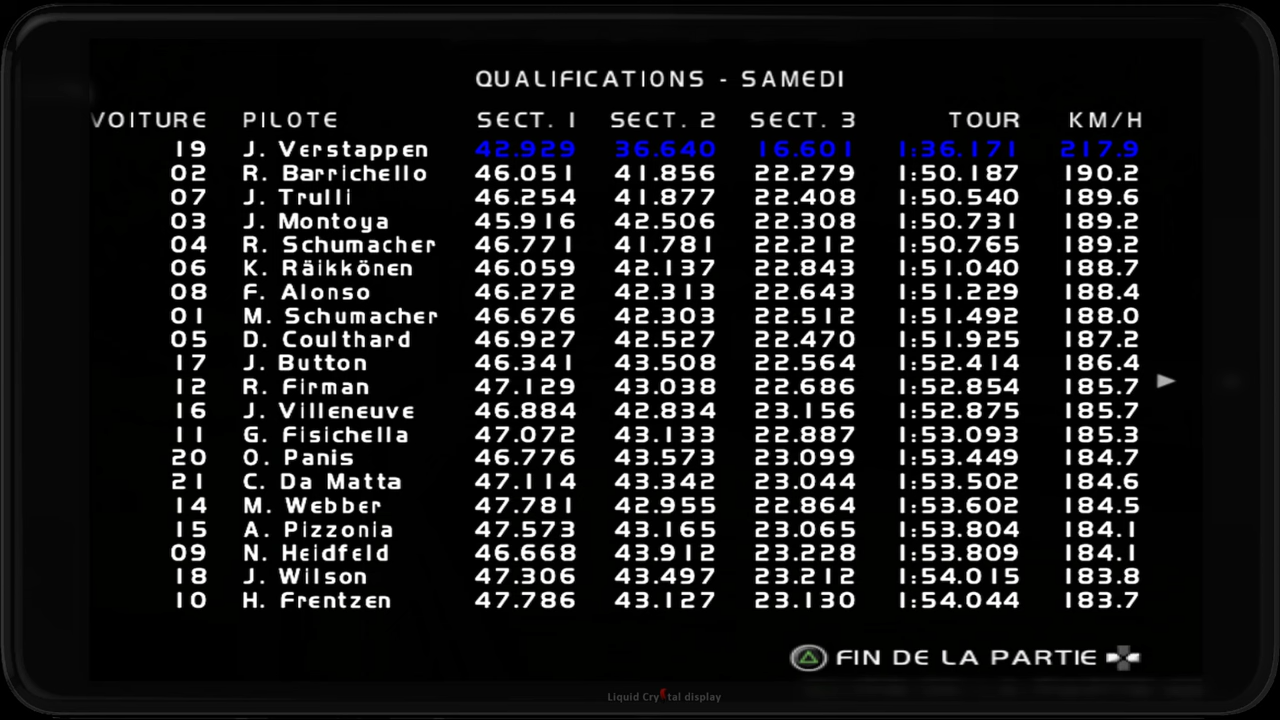 QUALIFICATIONS - SAMEDI
VOITURE PILOTE SECT. 1 SECT. 2 SECT. 3 TOUR KM/H
19 J. Verstappen 42.929 36.640 16.601 1:36.171 217.9
02 R. Barrichello 46.051 41.856 22.279 1:50.187 190.2
07 J. Trulli 46.254 41.877 22.408 1:50.540 189.6
03 J. Montoya 45.916 42.506 22.308 1:50.731 189.2
04 R. Schumacher 46.771 41.781 22.212 1:50.765 189.2
06 K. Räikkönen 46.059 42.137 22.843 1:51.040 188.7
08 F. Alonso 46.272 42.313 22.643 1:51.229 188.4
01 M. Schumacher 46.676 42.303 22.512 1:51.492 188.0
05 D. Coulthard 46.927 42.527 22.470 1:51.925 187.2
17 J. Button 46.341 43.508 22.564 1:52.414 186.4
12 R. Firman 47.129 43.038 22.686 1:52.854 185.7
16 J. Villeneuve 46.884 42.834 23.156 1:52.875 185.7
11 G. Fisichella 47.072 43.133 22.887 1:53.093 185.3
20 O. Panis 46.776 43.573 23.099 1:53.449 184.7
21 C. Da Matta 47.114 43.342 23.044 1:53.502 184.6
14 M. Webber 47.781 42.955 22.864 1:53.602 184.5
15 A. Pizzonia 47.573 43.165 23.065 1:53.804 184.1
09 N. Heidfeld 46.668 43.912 23.228 1:53.809 184.1
18 J. Wilson 47.306 43.497 23.212 1:54.015 183.8
10 H. Frentzen 47.786 43.127 23.130 1:54.044 183.7
FIN DE LA PARTIE
Liquid Crystal display